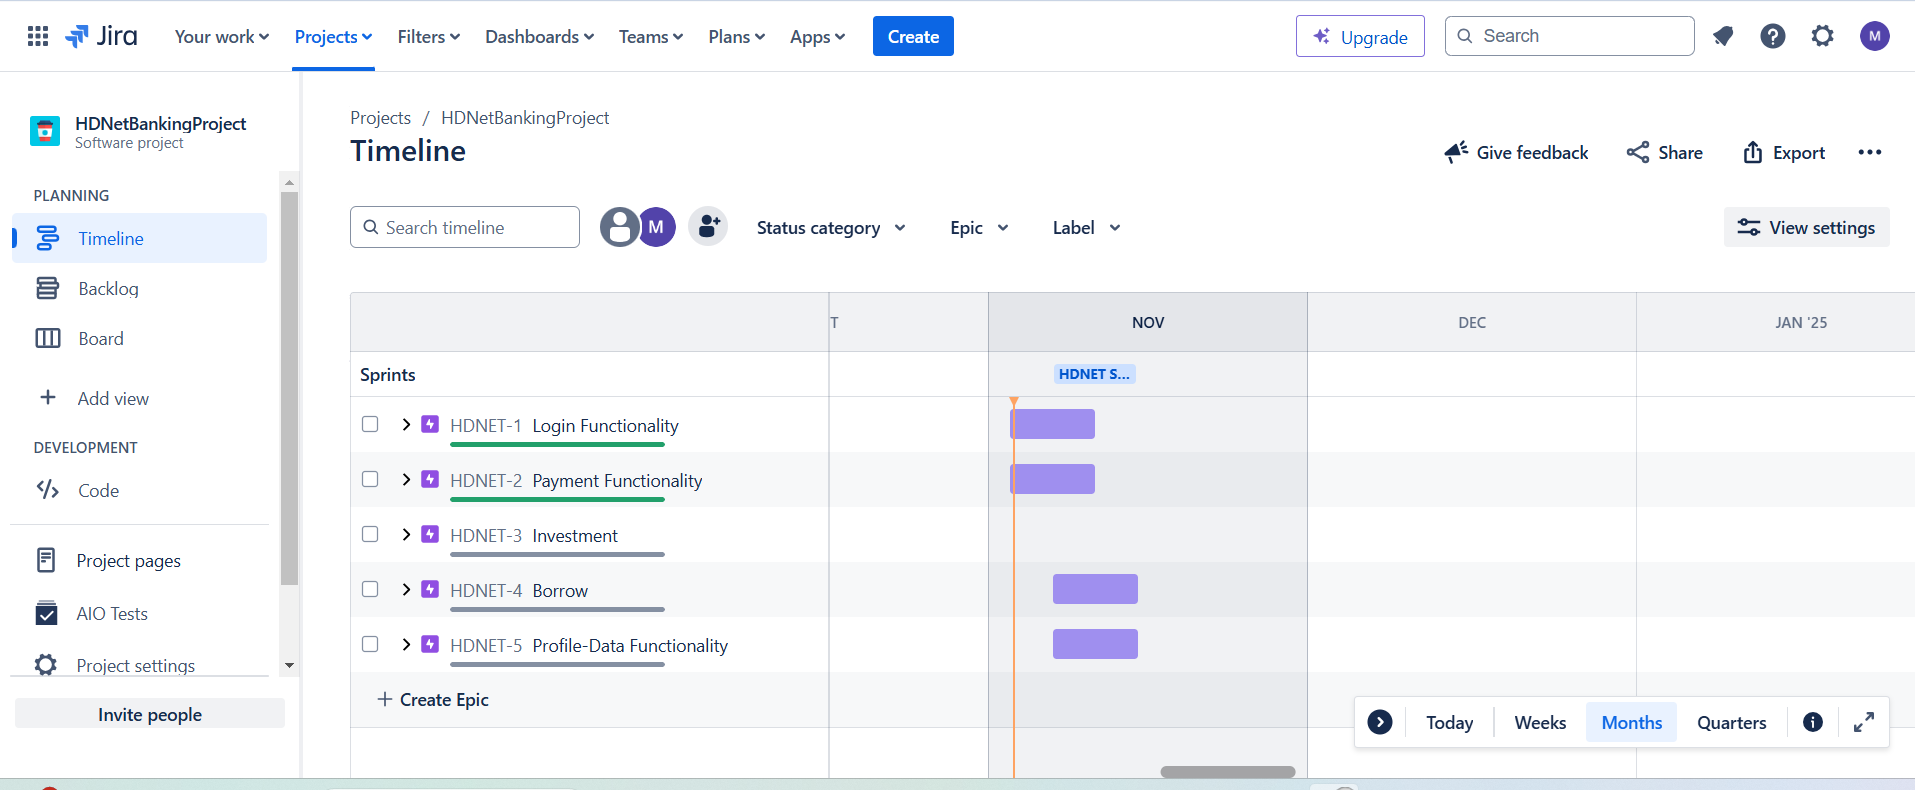 Jira
Your work
Projects
Filters
Dashboards
Teams
Plans
Apps
Create
Upgrade
Search
M
HDNetBankingProject
Software project
PLANNING
Timeline
Backlog
Board
Add view
DEVELOPMENT
Code
Project pages
AIO Tests
Project settings
Invite people
Projects / HDNetBankingProject
Timeline
Give feedback
Share
Export
Search timeline
M
Status category
Epic
Label
View settings
T
NOV
DEC
JAN '25
Sprints
HDNET S...
HDNET-1 Login Functionality
HDNET-2 Payment Functionality
HDNET-3 Investment
HDNET-4 Borrow
HDNET-5 Profile-Data Functionality
+ Create Epic
Today
Weeks
Months
Quarters